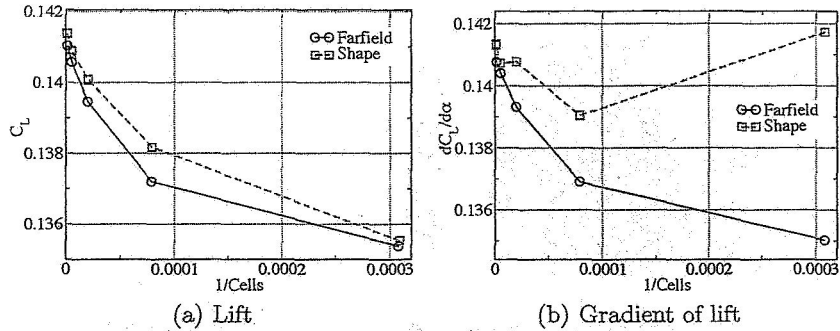 0.142
0.14
0.138
0.136
C_L
0
0.0001
0.0002
0.0003
1/Cells
Farfield
Shape
(a) Lift
0.142
0.14
0.138
0.136
dC_L/dα
0
0.0001
0.0002
0.0003
1/Cells
Farfield
Shape
(b) Gradient of lift